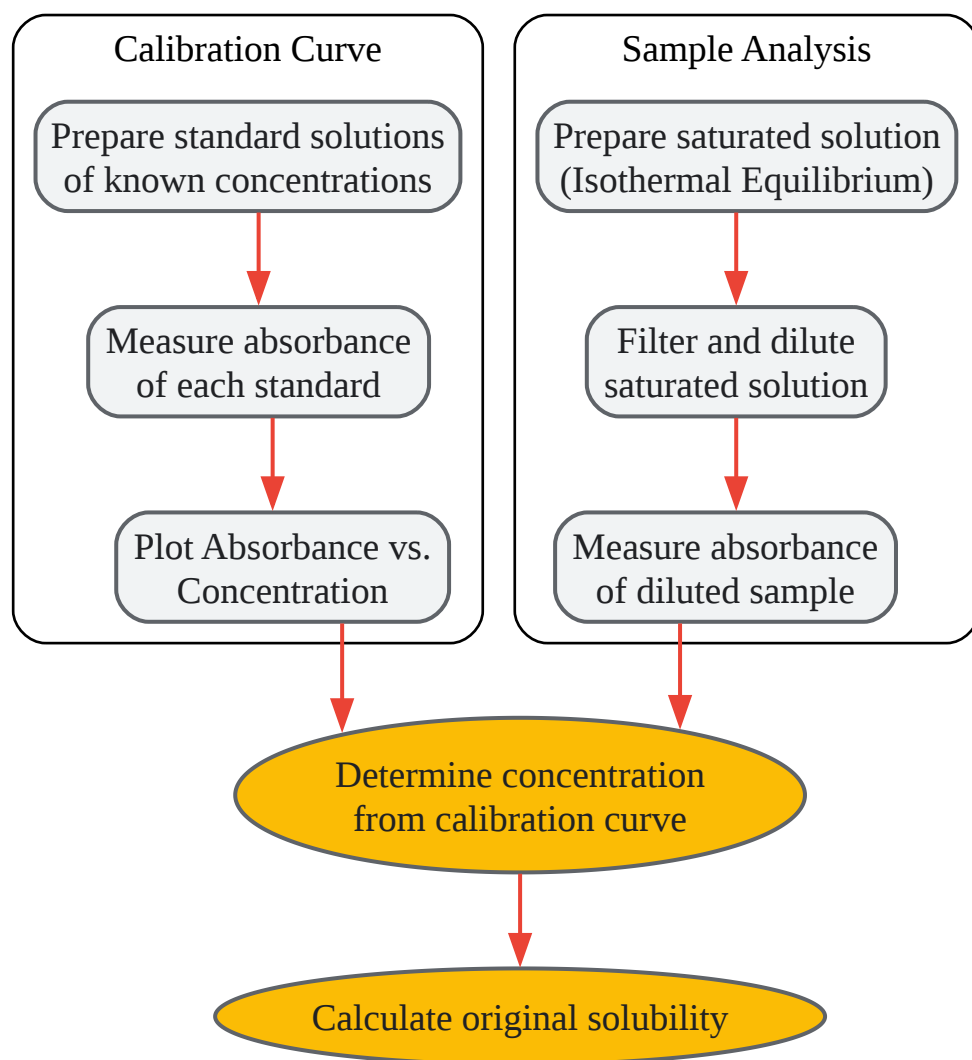 Calibration Curve
Prepare standard solutions
of known concentrations
Measure absorbance
of each standard
Plot Absorbance vs.
Concentration
Sample Analysis
Prepare saturated solution
(Isothermal Equilibrium)
Filter and dilute
saturated solution
Measure absorbance
of diluted sample
Determine concentration
from calibration curve
Calculate original solubility